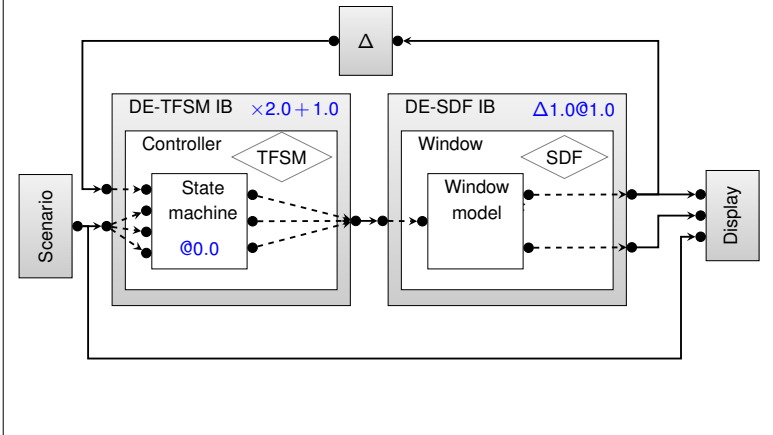 Δ
DE-TFSM IB ×2.0+1.0
DE-SDF IB Δ1.0@1.0
Controller
TFSM
Window
SDF
Scenario
State
machine
@0.0
Window
model
Display